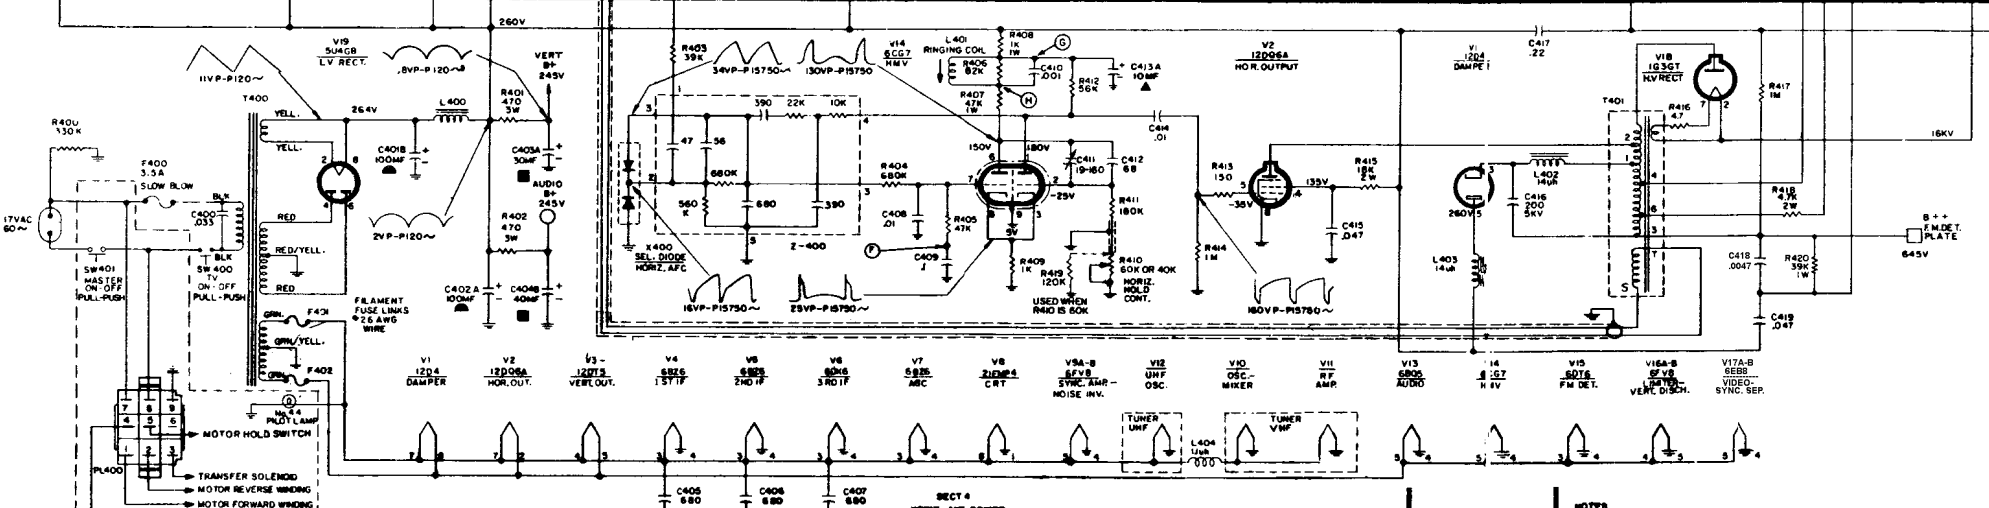 260V
V19
5U4GB
LV RECT.
11VP-P120~
.8VP-P120~
VERT
B+
245V
T400
YELL.
264V
L400
R401
470
3W
R400
330K
YELL.
C401B
100MF
C403A
30MF
AUDIO
B+
245V
F400
3.5A
SLOW BLOW
BLK
C400
.033
17VAC
60~
RED
RED/YELL.
RED
2VP-P120~
R402
470
3W
SW401
MASTER
ON-OFF
PULL-PUSH
BLK
SW400
TV
ON-OFF
PULL-PUSH
C402A
100MF
C404B
40MF
FILAMENT
FUSE LINKS
26 AWG
WIRE
GRN.
F401
GRN/YELL.
GRN.
F402
No.44
PILOT LAMP
MOTOR HOLD SWITCH
PL400
TRANSFER SOLENOID
MOTOR REVERSE WINDING
MOTOR FORWARD WINDING
R403
39K
34VP-P15750~
130VP-P15750
V14
6CG7
HMV
L401
RINGING COIL
R408
1K
1W
G
R406
82K
C410
.001
R407
47K
1W
H
R412
56K
C413A
10MF
390
22K
10K
47
56
680K
560
K
680
390
Z-400
X400
SEL. DIODE
HORIZ. AFC
16VP-P15750~
25VP-P15750~
R404
680K
C408
.01
R405
47K
F
C409
.1
150V
180V
-25V
5V
R409
1K
C411
19-160
C412
68
R411
180K
R419
120K
USED WHEN
R410 IS 60K
R410
60K OR 40K
HORIZ.
HOLD
CONT.
C414
.01
R413
150
R414
1M
V2
12DQ6A
HOR. OUTPUT
-35V
135V
C415
.047
R415
18K
2W
160VP-P15750~
V1
12D4
C417
.22
260V
C416
200
5KV
L402
14uh
L403
14uh
V18
1G3GT
H.V RECT
T401
R416
4.7
R417
1M
16KV
R418
4.7K
2W
C418
.0047
R420
39K
1W
C419
.047
B++
F.M. DET.
PLATE
645V
V1
12D4
DAMPER
V2
12DQ6A
HOR. OUT.
V3-
12DT5
VERT. OUT.
V4
6BZ6
1ST IF
V5
6BZ6
2ND IF
V6
6DK6
3RD IF
V7
6BZ6
AGC
V8
21EMP4
CRT
V9A-B
6FV8
SYNC. AMP.-
NOISE INV.
V12
UHF
OSC.
V10
OSC.-
MIXER
V11
RF
AMP.
V13
6BQ5
AUDIO
V15
6DT6
FM DET.
V16A-B
6FV8
LIMITER-
VERT. DISCH.
V17A-B
6EB8
VIDEO-
SYNC. SEP.
TUNER
UHF
L404
TUNER
VHF
C405
680
C406
680
C407
680
SECT 4
NOTES